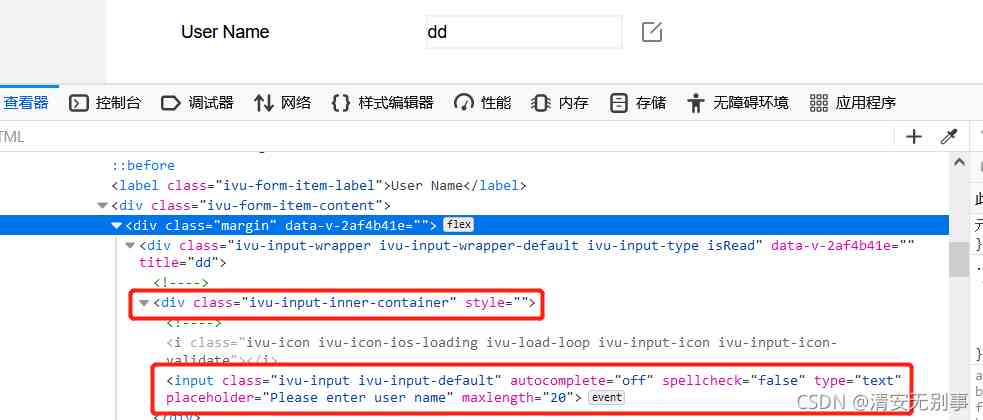 User Name dd
查看器 控制台 调试器 网络 样式编辑器 性能 内存 存储 无障碍环境 应用程序
HTML
::before
<label class="ivu-form-item-label">User Name</label>
<div class="ivu-form-item-content">
<div class="margin" data-v-2af4b41e=""> flex
<div class="ivu-input-wrapper ivu-input-wrapper-default ivu-input-type isRead" data-v-2af4b41e=""
title="dd">
<!---->
<div class="ivu-input-inner-container" style="">
<!---->
<i class="ivu-icon ivu-icon-ios-loading ivu-load-loop ivu-input-icon ivu-input-icon-
validate"></i>
<input class="ivu-input ivu-input-default" autocomplete="off" spellcheck="false" type="text"
placeholder="Please enter user name" maxlength="20"> event
</div>
CSDN @清安无别事